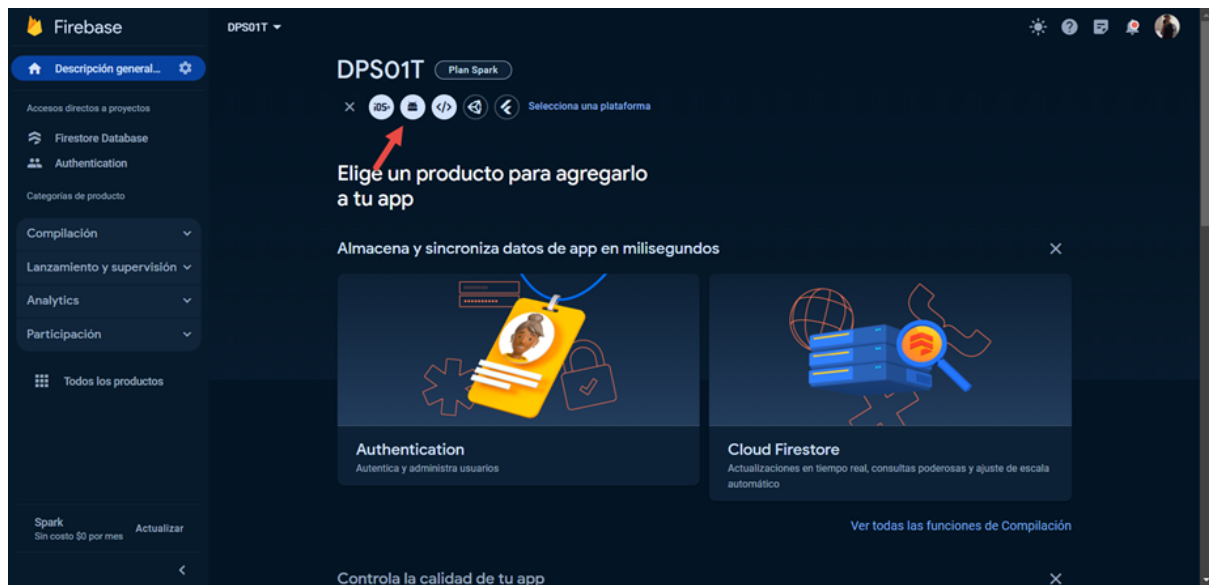 Firebase
DPS01T
Descripción general...
Accesos directos a proyectos
Firestore Database
Authentication
Categorías de producto
Compilación
Lanzamiento y supervisión
Analytics
Participación
Todos los productos
Spark
Sin costo $0 por mes
Actualizar
DPS01T
Plan Spark
iOS+
Selecciona una plataforma
Elige un producto para agregarlo
a tu app
Almacena y sincroniza datos de app en milisegundos
Authentication
Autentica y administra usuarios
Cloud Firestore
Actualizaciones en tiempo real, consultas poderosas y ajuste de escala
automático
Ver todas las funciones de Compilación
Controla la calidad de tu app